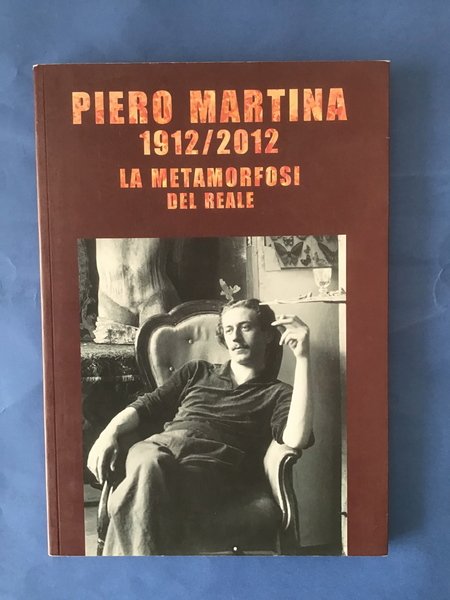 PIERO MARTINA
1912/2012
LA METAMORFOSI
DEL REALE